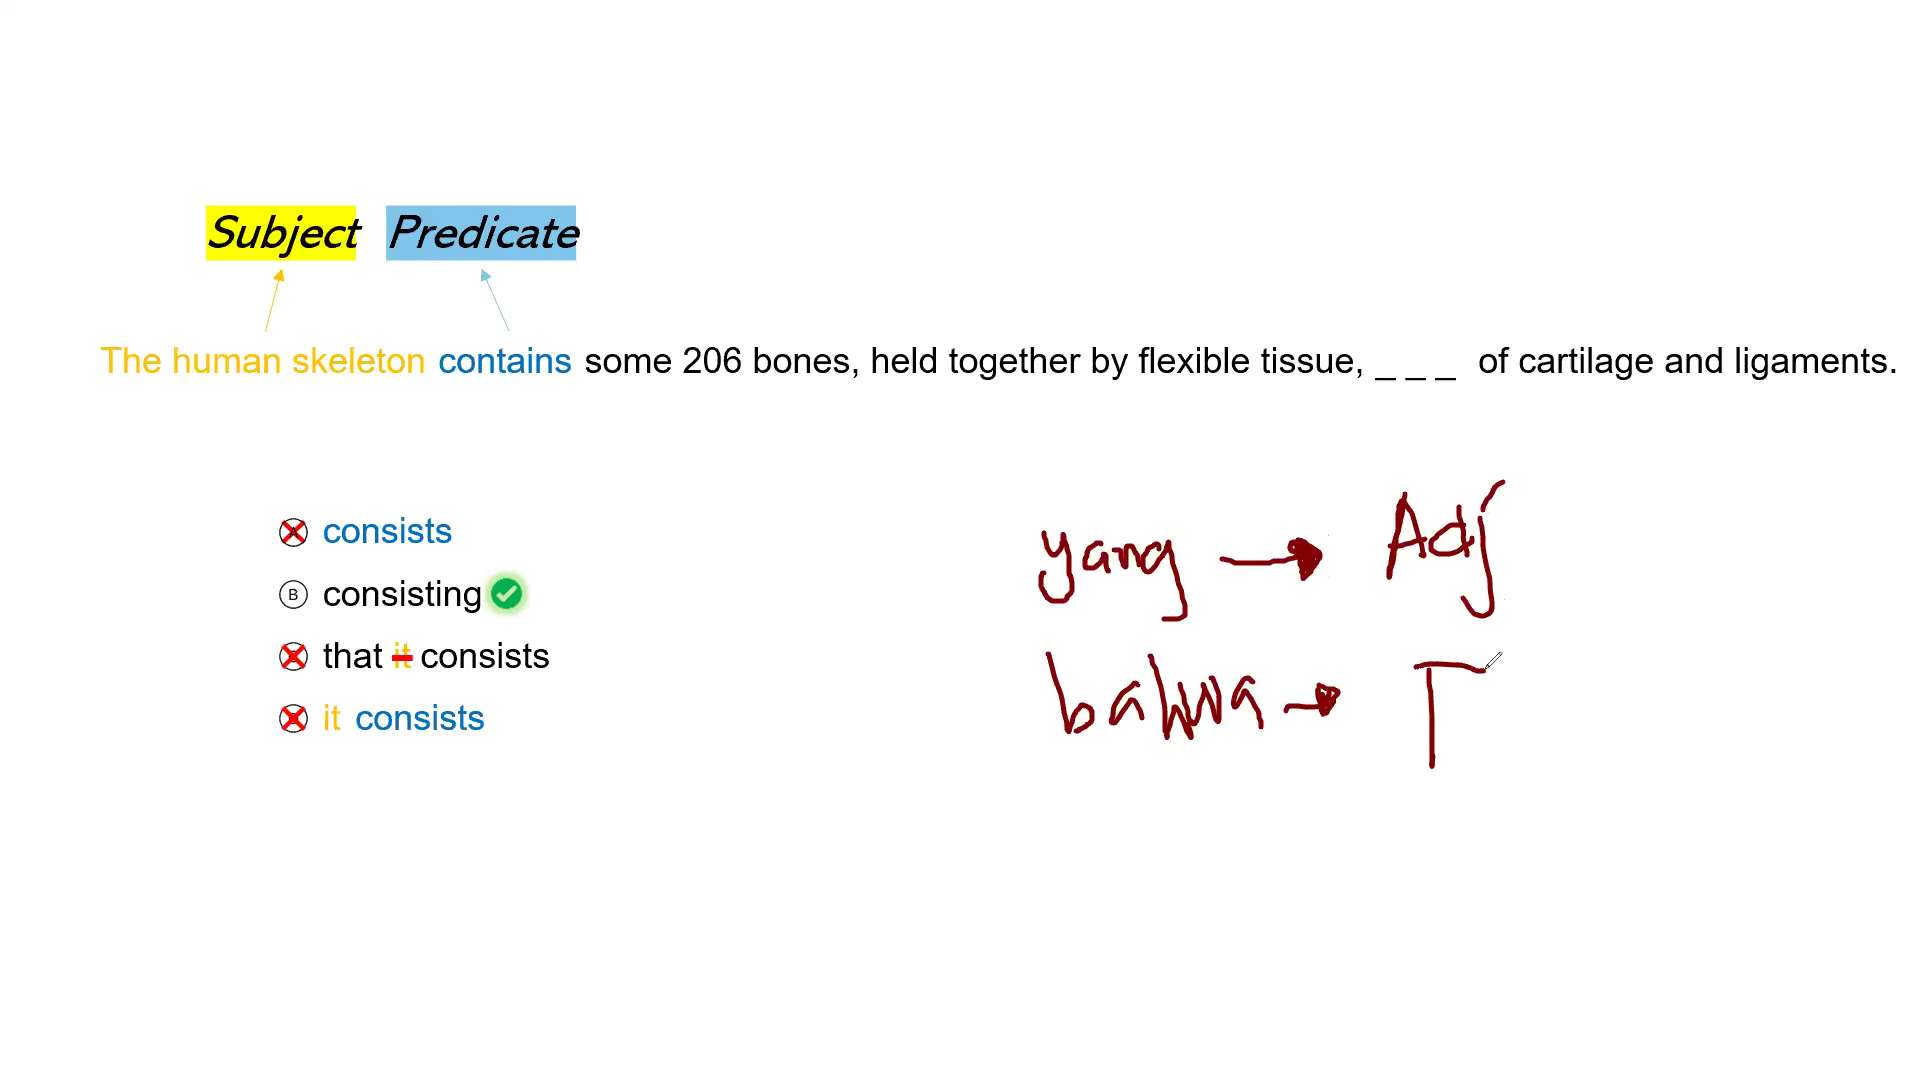 Subject Predicate
The human skeleton contains some 206 bones, held together by flexible tissue, _ _ _ of cartilage and ligaments.
consists
B consisting
that it consists
it consists
yang → Adj
bahwa → T